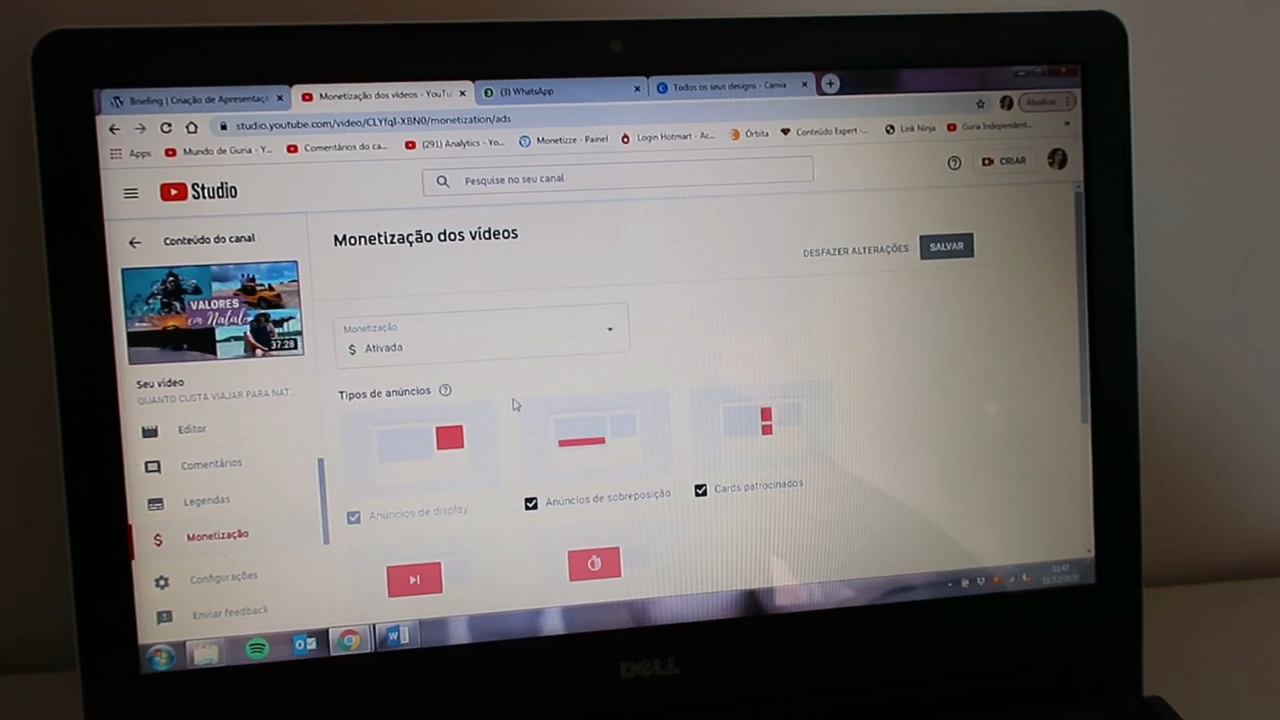 Briefing | Criação de Apresentaçã
Monetização dos vídeos - YouTu
(3) WhatsApp
Todos os seus designs - Canva
studio.youtube.com/video/CLYfqI-XBN0/monetization/ads
Atualizar
Apps
Mundo de Guria - Y...
Comentários do ca...
(291) Analytics - Yo...
Monetizze - Painel
Login Hotmart - Ac...
Órbita
Conteúdo Expert -...
Link Ninja
Guria Independent...
Studio
Pesquise no seu canal
CRIAR
Conteúdo do canal
Monetização dos vídeos
DESFAZER ALTERAÇÕES
SALVAR
VALORES
em Natal
37:28
Monetização
$ Ativada
Seu vídeo
QUANTO CUSTA VIAJAR PARA NAT...
Tipos de anúncios
Editor
Comentários
Legendas
$ Monetização
Configurações
Enviar feedback
Anúncios de display
Anúncios de sobreposição
Cards patrocinados
DELL